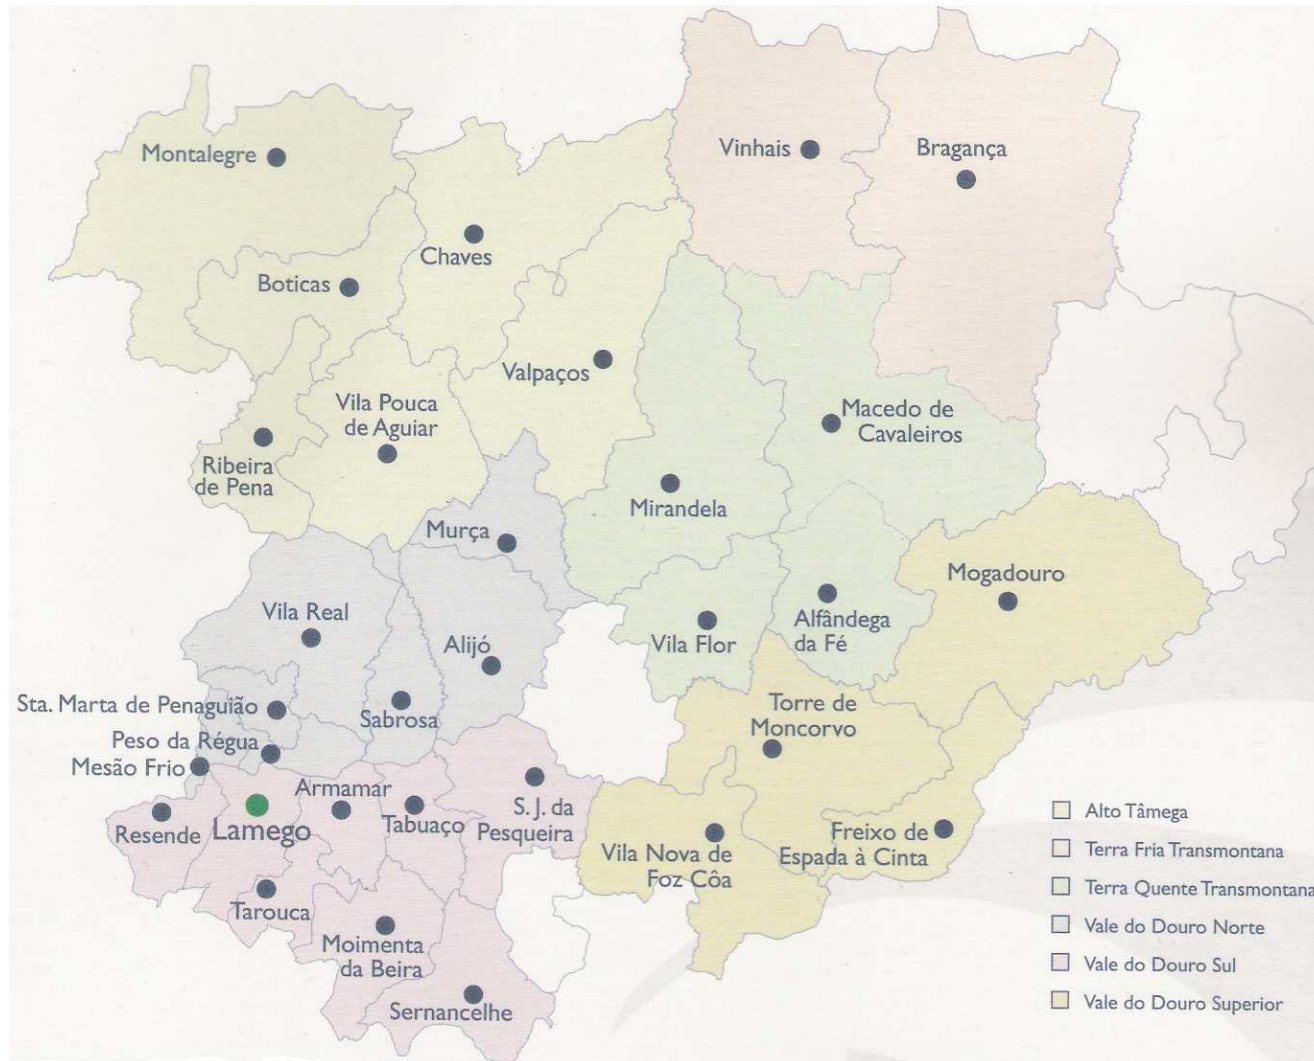 Montalegre
Vinhais
Bragança
Chaves
Boticas
Valpaços
Vila Pouca
de Aguiar
Macedo de
Cavaleiros
Ribeira
de Pena
Mirandela
Murça
Mogadouro
Vila Real
Alijó
Vila Flor
Alfândega
da Fé
Sta. Marta de Penaguião
Sabrosa
Torre de
Moncorvo
Peso da Régua
Mesão Frio
Armamar
Resende
Lamego
Tabuaço
S. J. da
Pesqueira
Vila Nova de
Foz Côa
Freixo de
Espada à Cinta
Tarouca
Moimenta
da Beira
Sernancelhe
Alto Tâmega
Terra Fria Transmontana
Terra Quente Transmontana
Vale do Douro Norte
Vale do Douro Sul
Vale do Douro Superior